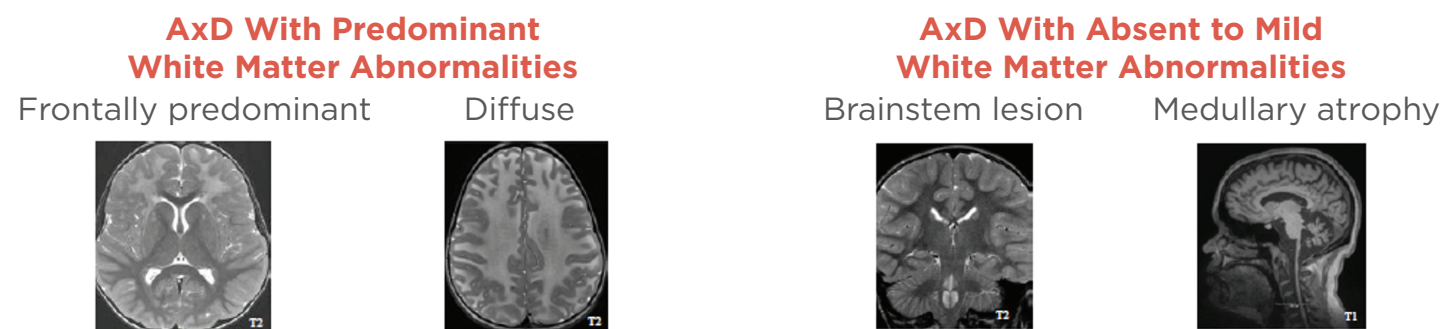 AxD With Predominant
White Matter Abnormalities
Frontally predominant
Diffuse
T2
T2
AxD With Absent to Mild
White Matter Abnormalities
Brainstem lesion
Medullary atrophy
T2
T1